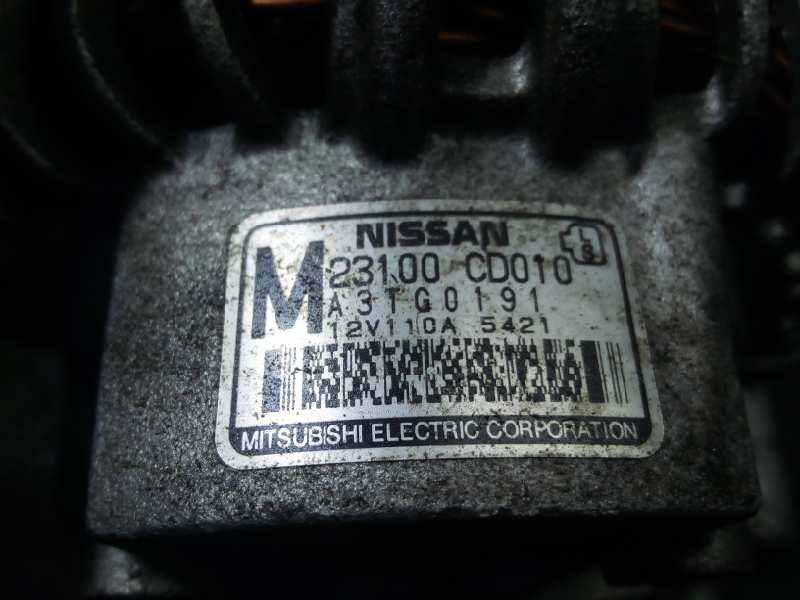 NISSAN
M 23100 CD010 L S
A3TG0191
12V110A 5421
MITSUBISHI ELECTRIC CORPORATION